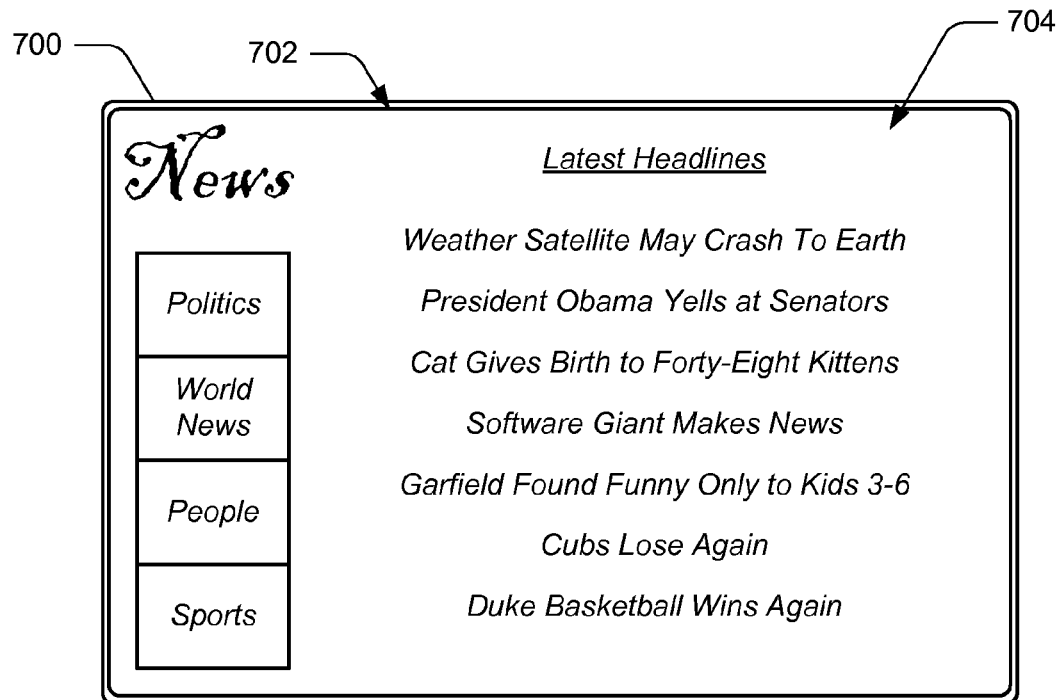 700
702
704
News
Latest Headlines
Weather Satellite May Crash To Earth
President Obama Yells at Senators
Cat Gives Birth to Forty-Eight Kittens
Software Giant Makes News
Garfield Found Funny Only to Kids 3-6
Cubs Lose Again
Duke Basketball Wins Again
Politics
World
News
People
Sports